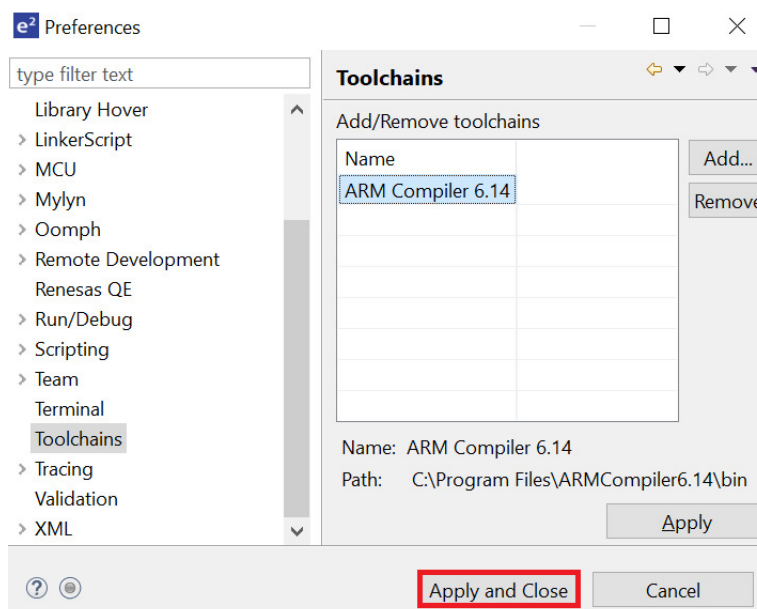 e² Preferences
type filter text
Library Hover
LinkerScript
MCU
Mylyn
Oomph
Remote Development
Renesas QE
Run/Debug
Scripting
Team
Terminal
Toolchains
Tracing
Validation
XML
Toolchains
Add/Remove toolchains
Name
ARM Compiler 6.14
Add...
Remove
Name: ARM Compiler 6.14
Path: C:\Program Files\ARMCompiler6.14\bin
Apply
? Apply and Close Cancel